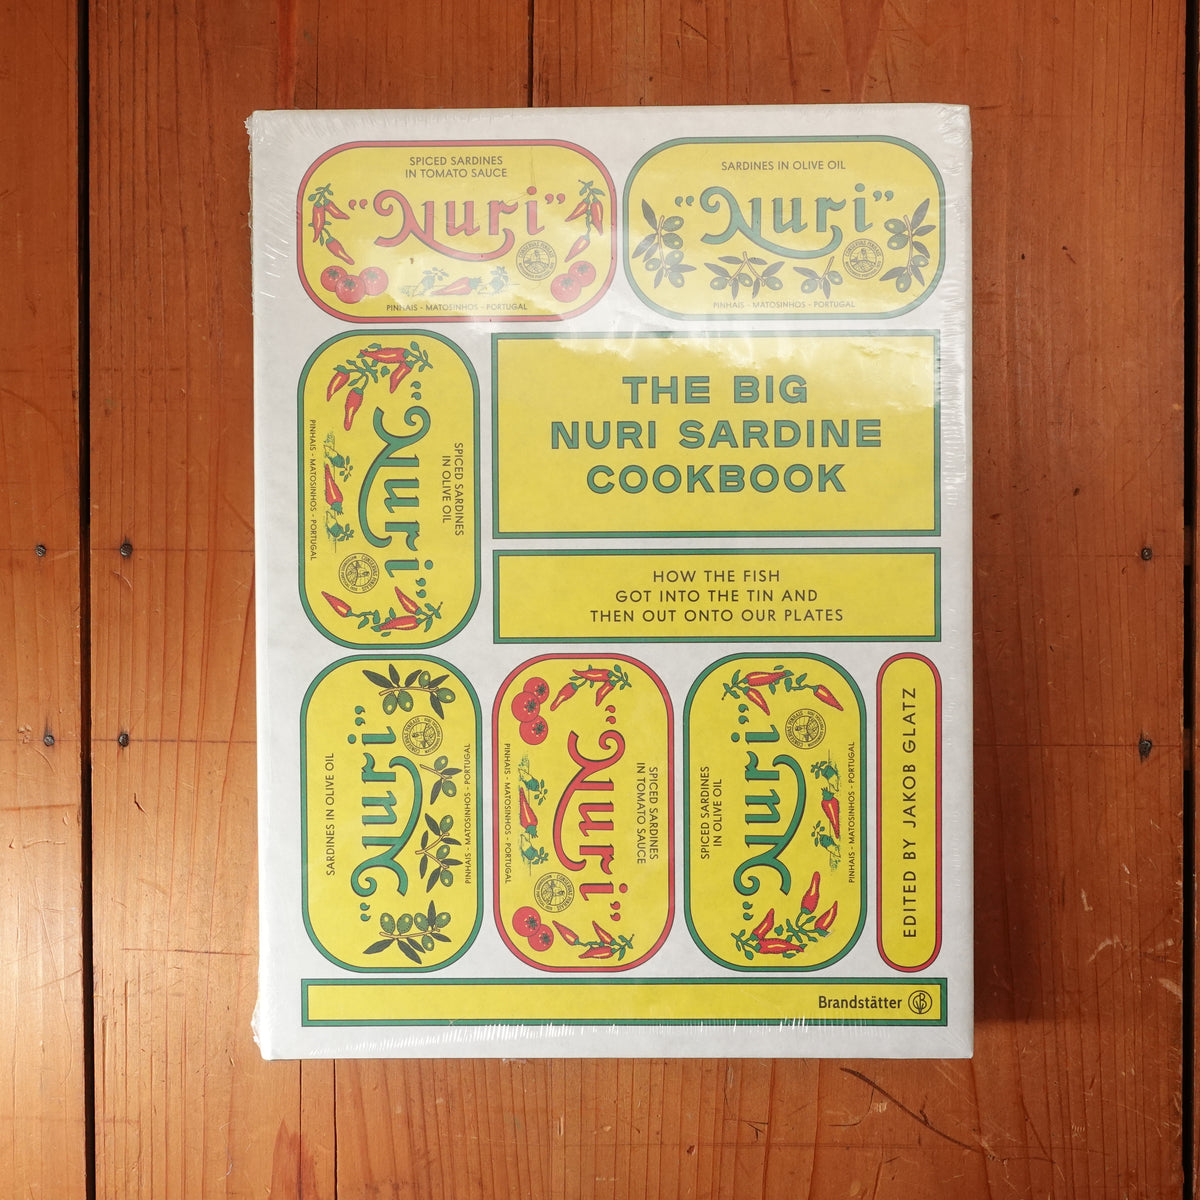 SPICED SARDINES
IN TOMATO SAUCE
"Nuri"
PINHAIS - MATOSINHOS - PORTUGAL
SARDINES IN OLIVE OIL
"Nuri"
PINHAIS - MATOSINHOS - PORTUGAL
SPICED SARDINES
IN OLIVE OIL
"Nuri"
PINHAIS - MATOSINHOS - PORTUGAL
THE BIG
NURI SARDINE
COOKBOOK
HOW THE FISH
GOT INTO THE TIN AND
THEN OUT ONTO OUR PLATES
SARDINES IN OLIVE OIL
"Nuri"
PINHAIS - MATOSINHOS - PORTUGAL
SPICED SARDINES
IN TOMATO SAUCE
"Nuri"
PINHAIS - MATOSINHOS - PORTUGAL
SPICED SARDINES
IN OLIVE OIL
"Nuri"
PINHAIS - MATOSINHOS - PORTUGAL
EDITED BY JAKOB GLATZ
Brandstätter